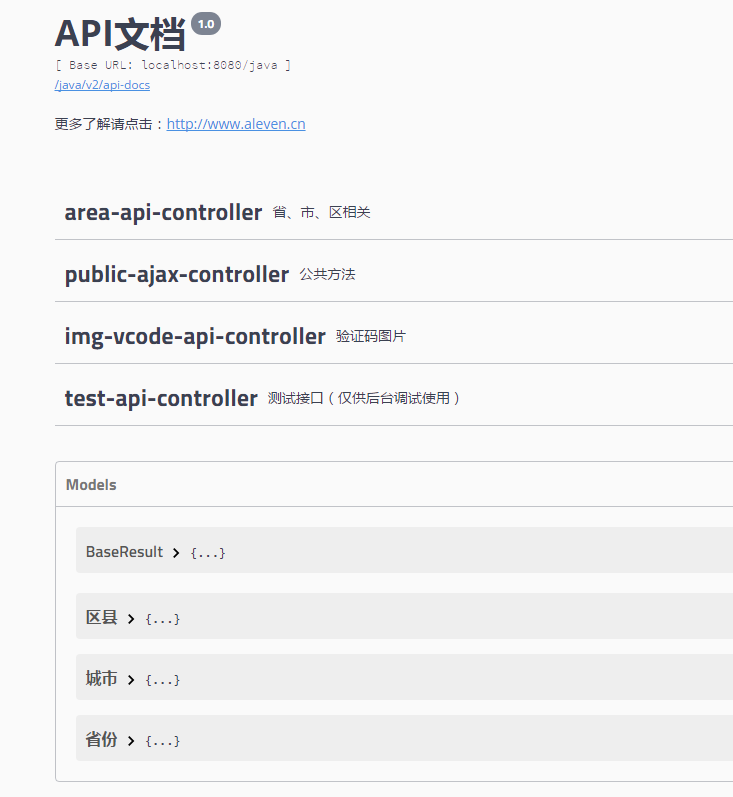 API文档 1.0
[ Base URL: localhost:8080/java ]
/java/v2/api-docs
更多了解请点击：http://www.aleven.cn
area-api-controller 省、市、区相关
public-ajax-controller 公共方法
img-vcode-api-controller 验证码图片
test-api-controller 测试接口（仅供后台调试使用）
Models
BaseResult > {...}
区县 > {...}
城市 > {...}
省份 > {...}